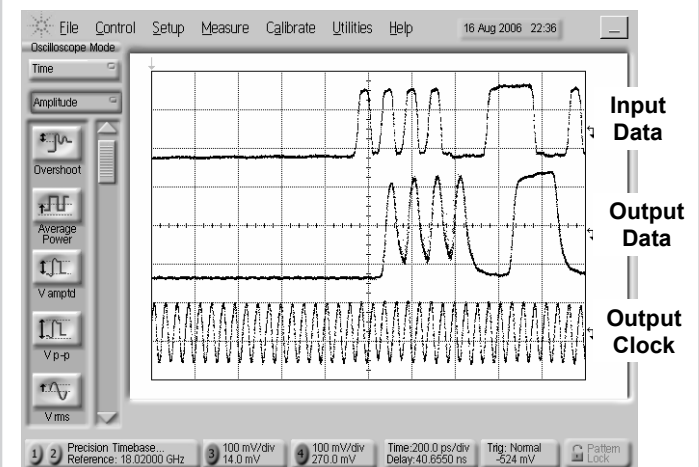 File Control Setup Measure Calibrate Utilities Help 16 Aug 2006 22:36
Oscilloscope Mode
Time
Amplitude
Overshoot
Average
Power
V amptd
V p-p
V rms
Input
Data
Output
Data
Output
Clock
1 2 Precision Timebase...
Reference: 18.02000 GHz
3 100 mV/div
14.0 mV
4 100 mV/div
270.0 mV
Time:200.0 ps/div
Delay:40.6550 ns
Trig: Normal
-524 mV
Pattern
Lock